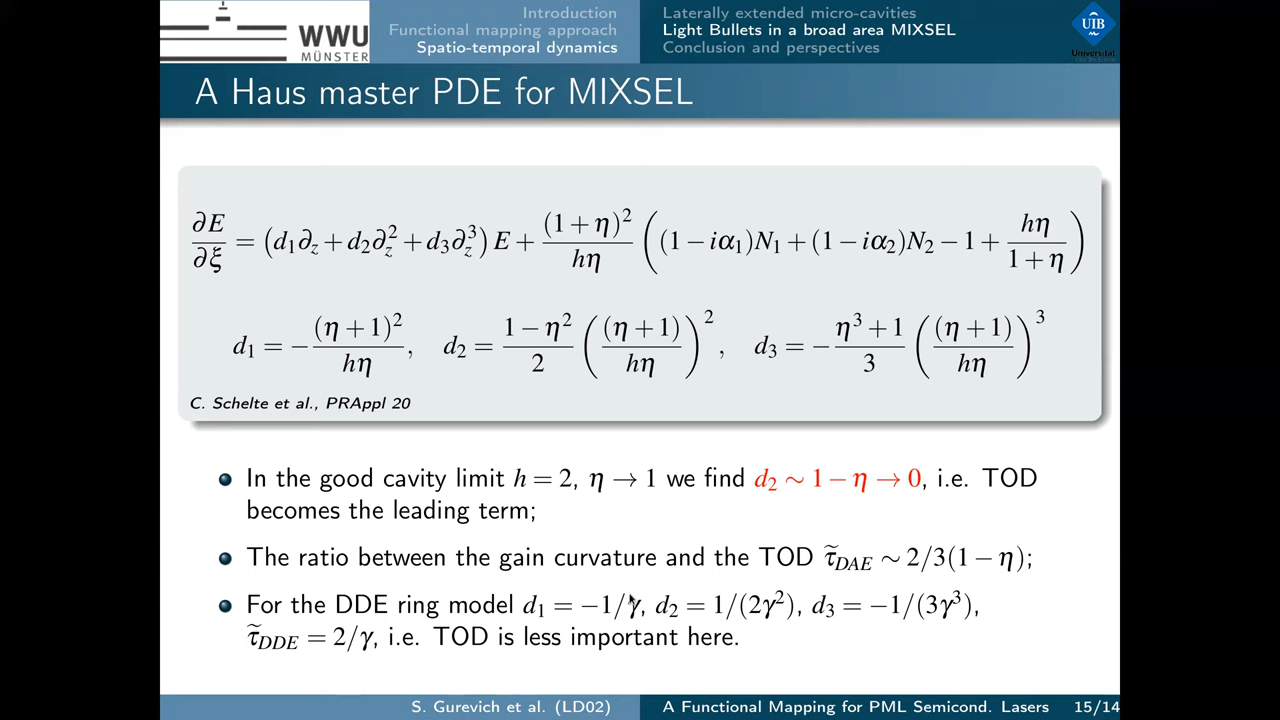 Introduction
Functional mapping approach
Spatio-temporal dynamics
Laterally extended micro-cavities
Light Bullets in a broad area MIXSEL
Conclusion and perspectives
WWU
MÜNSTER
UIB
A Haus master PDE for MIXSEL
∂E/∂ξ = (d₁∂_z + d₂∂_z² + d₃∂_z³) E + (1+η)²/hη ((1−iα₁)N₁ + (1−iα₂)N₂ − 1 + hη/(1+η))
d₁ = −(η+1)²/hη, d₂ = (1−η²)/2 ((η+1)/hη)², d₃ = −(η³+1)/3 ((η+1)/hη)³
C. Schelte et al., PRAppl 20
In the good cavity limit h = 2, η → 1 we find d₂ ∼ 1 − η → 0, i.e. TOD
becomes the leading term;
The ratio between the gain curvature and the TOD τ̃_DAE ∼ 2/3(1 − η);
For the DDE ring model d₁ = −1/γ, d₂ = 1/(2γ²), d₃ = −1/(3γ³),
τ̃_DDE = 2/γ, i.e. TOD is less important here.
S. Gurevich et al. (LD02)
A Functional Mapping for PML Semicond. Lasers 15/14